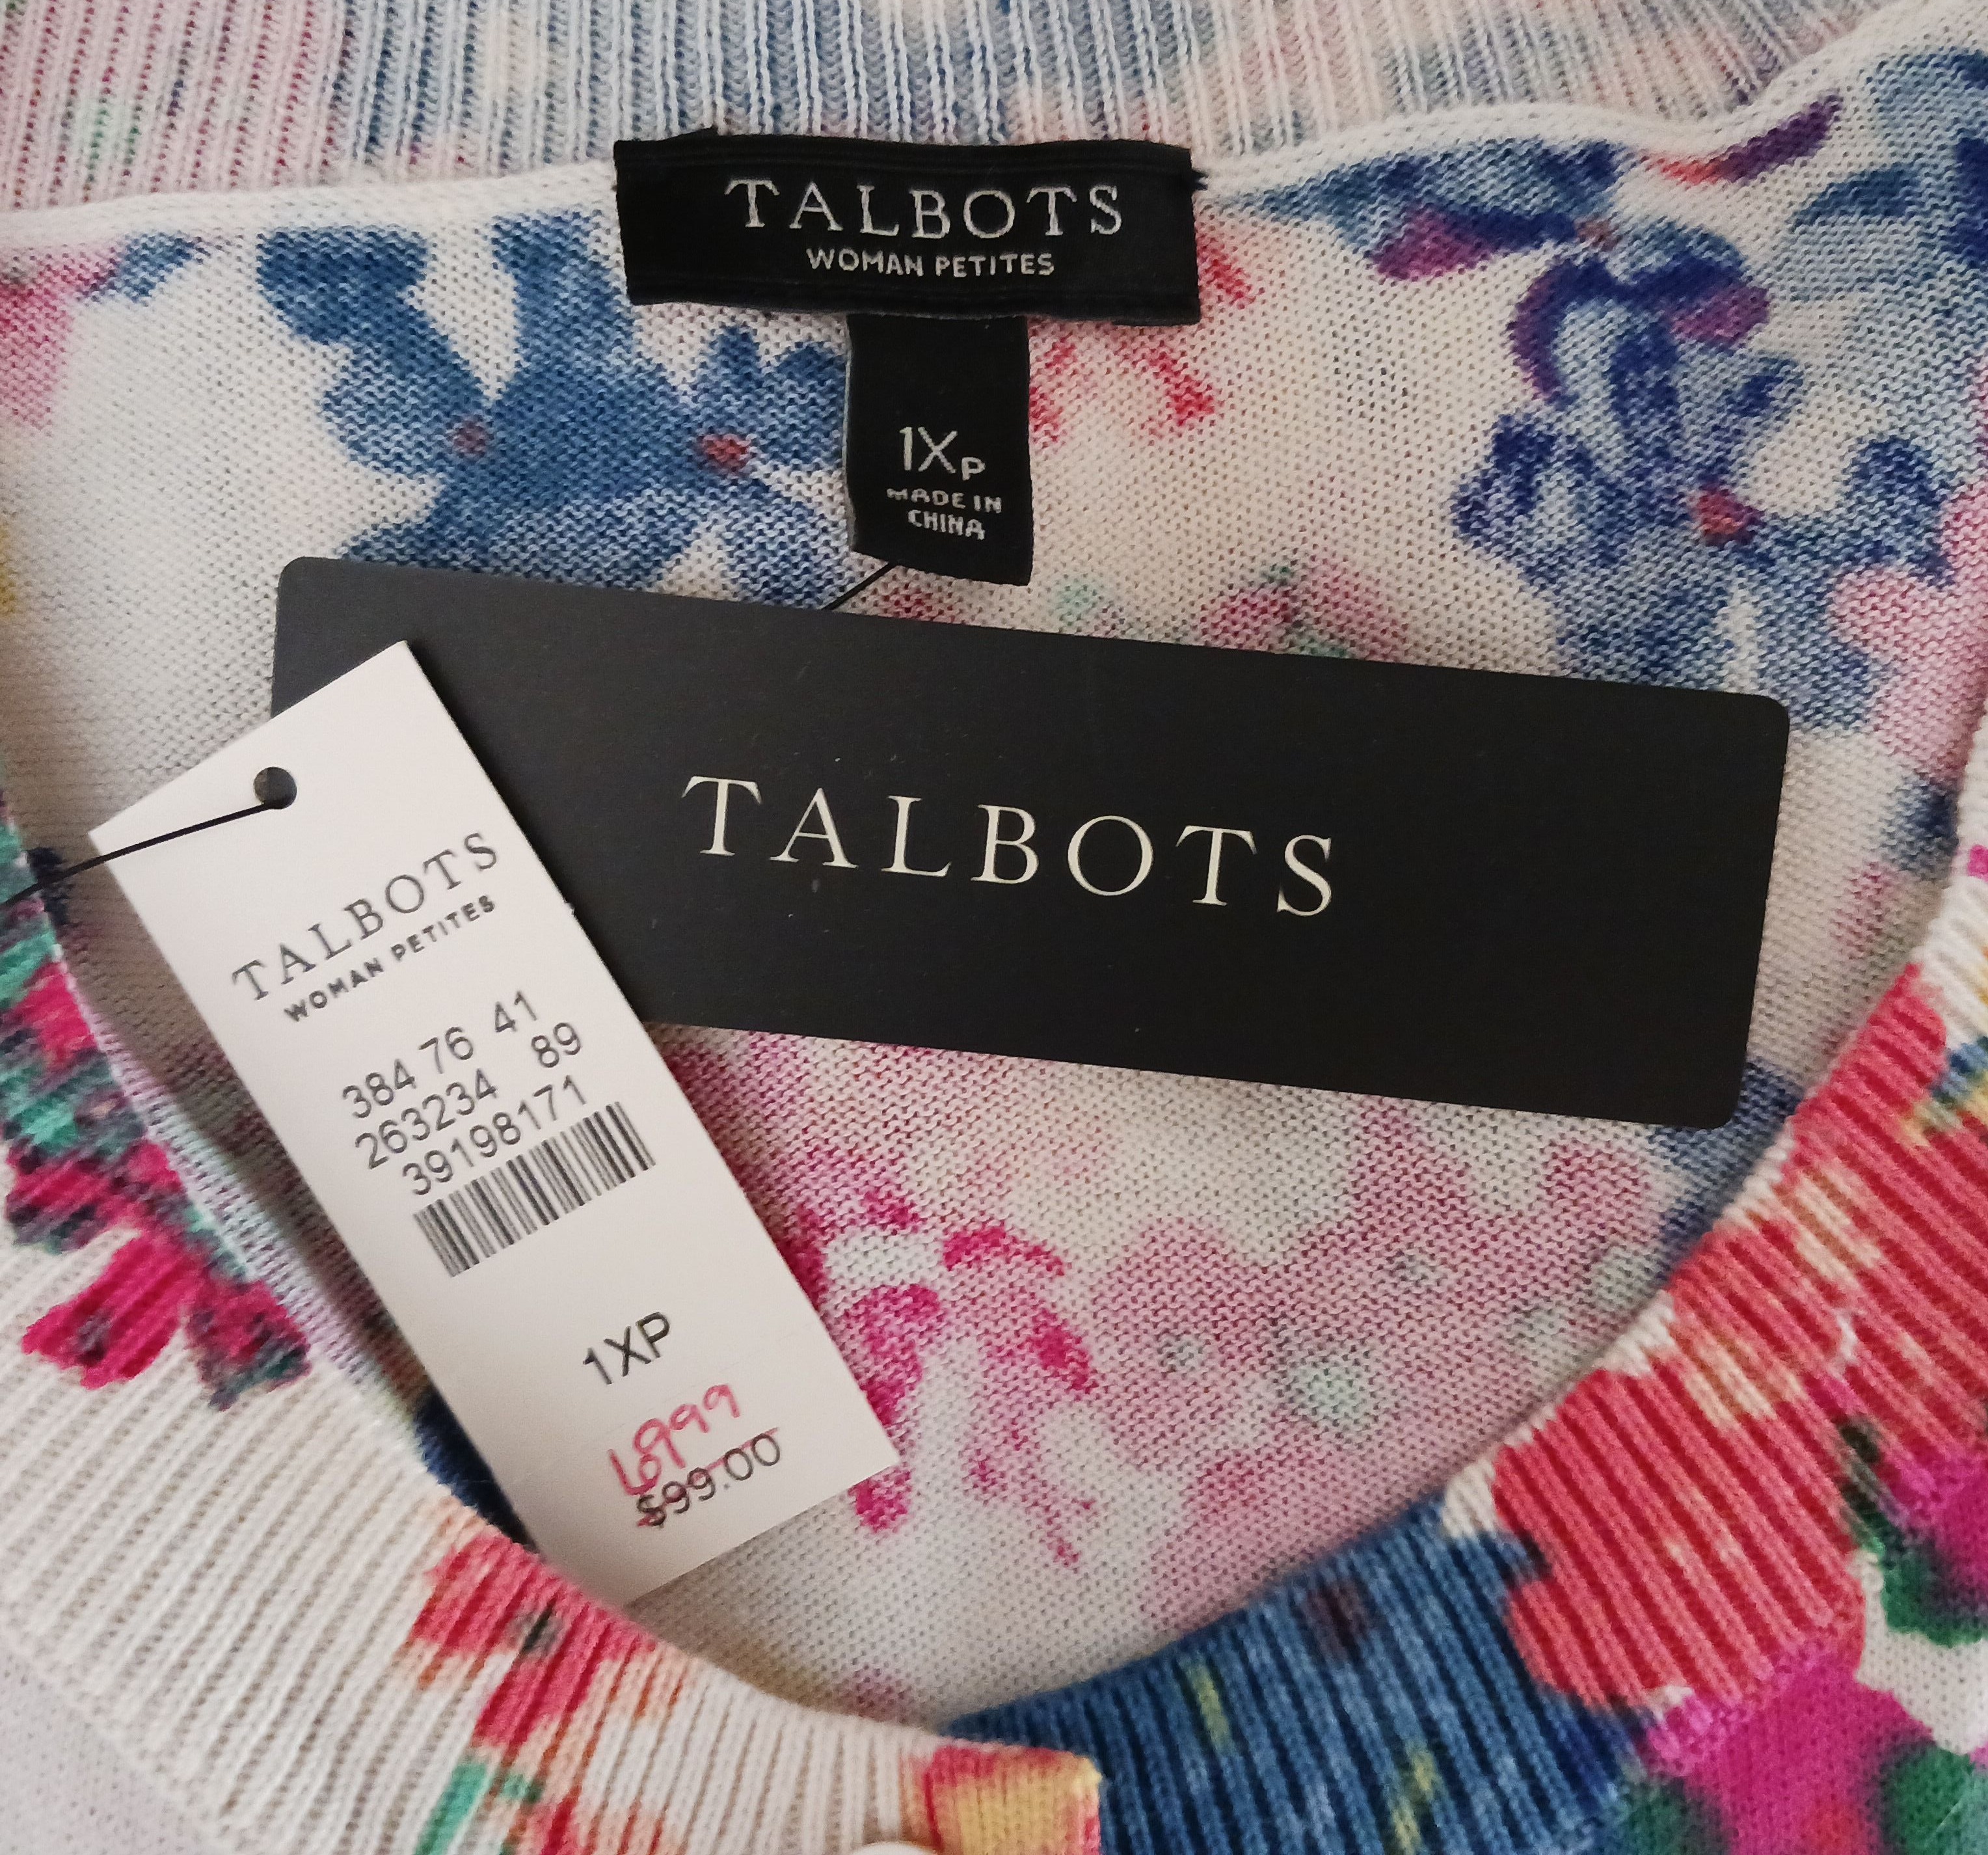 TALBOTS
WOMAN PETITES
1XP
MADE IN
CHINA
TALBOTS
TALBOTS
WOMAN PETITES
384 76 41
263234 89
39198171
1XP
6999
$99.00